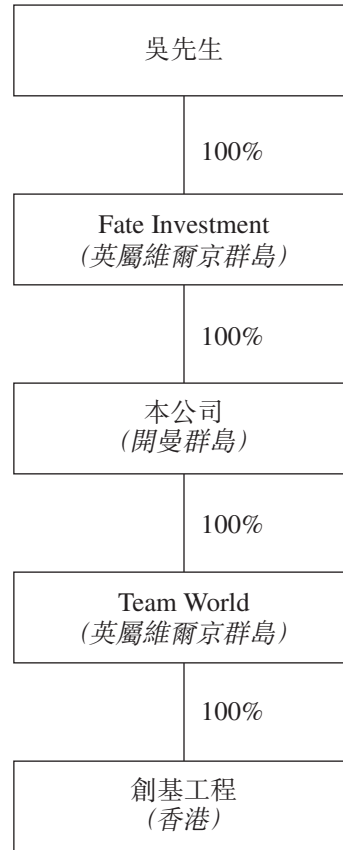 吳先生
100%
Fate Investment
(英屬維爾京群島)
100%
本公司
(開曼群島)
100%
Team World
(英屬維爾京群島)
100%
創基工程
(香港)